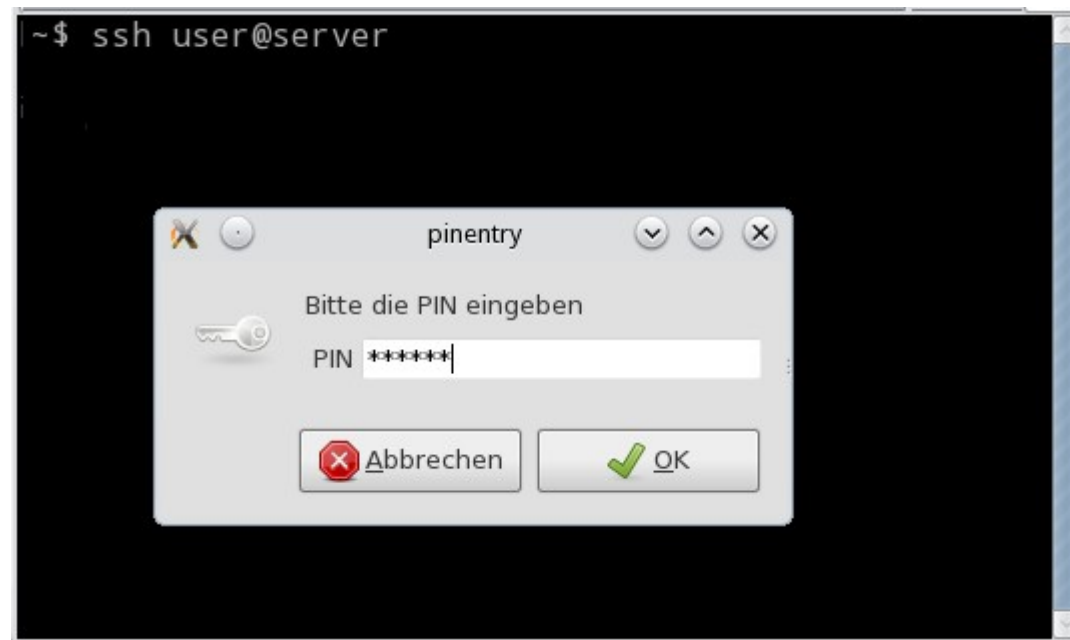 ~$ ssh user@server
pinentry
Bitte die PIN eingeben
PIN ******
Abbrechen
OK